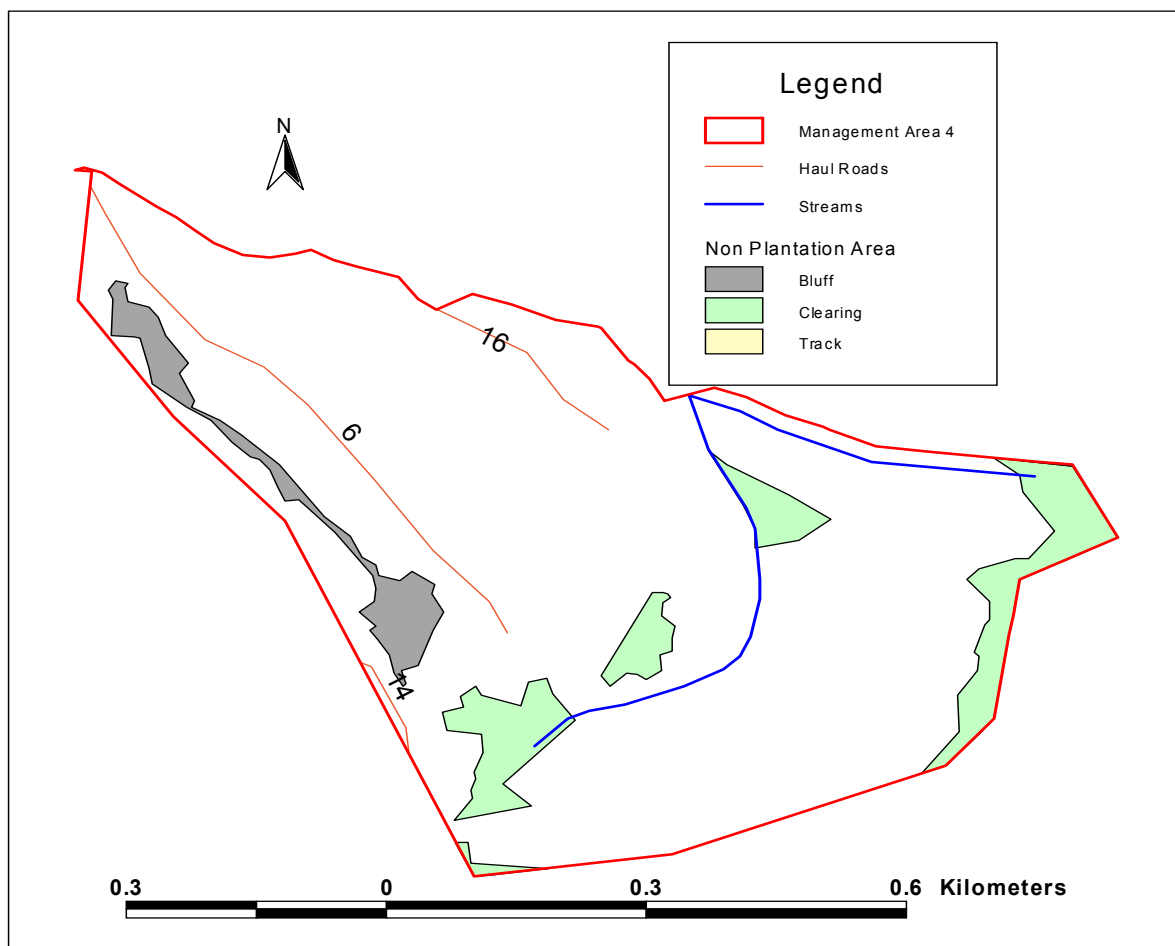 Legend
Management Area 4
Haul Roads
Streams
Non Plantation Area
Bluff
Clearing
Track
N
16
6
14
0.3 0 0.3 0.6 Kilometers